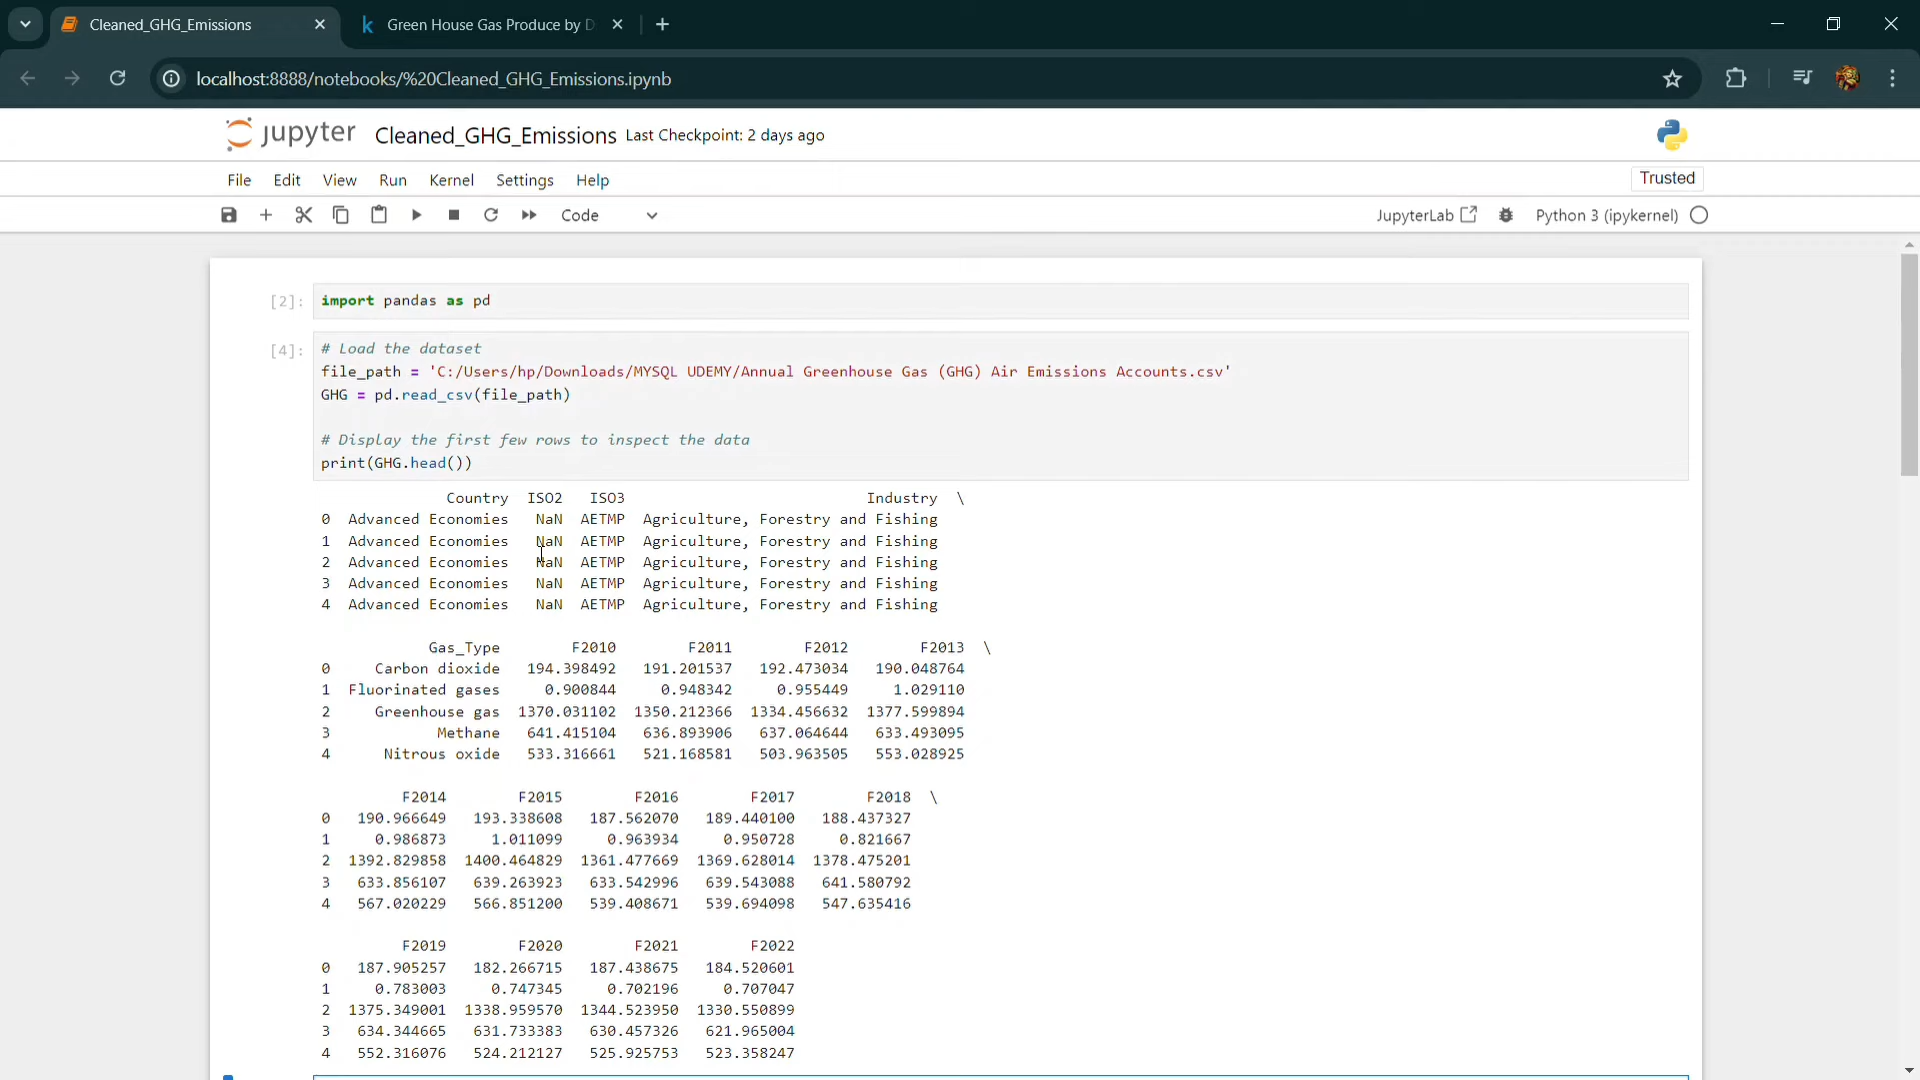 Cleaned_GHG_Emissions
Green House Gas Produce by D
localhost:8888/notebooks/%20Cleaned_GHG_Emissions.ipynb
jupyter Cleaned_GHG_Emissions Last Checkpoint: 2 days ago
Trusted
File Edit View Run Kernel Settings Help
Code
JupyterLab Python 3 (ipykernel)
[2]: import pandas as pd
[4]: # Load the dataset
file_path = 'C:/Users/hp/Downloads/MYSQL UDEMY/Annual Greenhouse Gas (GHG) Air Emissions Accounts.csv'
GHG = pd.read_csv(file_path)
# Display the first few rows to inspect the data
print(GHG.head())
Country ISO2 ISO3 Industry \
0 Advanced Economies NaN AETMP Agriculture, Forestry and Fishing
1 Advanced Economies NaN AETMP Agriculture, Forestry and Fishing
2 Advanced Economies NaN AETMP Agriculture, Forestry and Fishing
3 Advanced Economies NaN AETMP Agriculture, Forestry and Fishing
4 Advanced Economies NaN AETMP Agriculture, Forestry and Fishing
Gas_Type F2010 F2011 F2012 F2013 \
0 Carbon dioxide 194.398492 191.201537 192.473034 190.048764
1 Fluorinated gases 0.900844 0.948342 0.955449 1.029110
2 Greenhouse gas 1370.031102 1350.212366 1334.456632 1377.599894
3 Methane 641.415104 636.893906 637.064644 633.493095
4 Nitrous oxide 533.316661 521.168581 503.963505 553.028925
F2014 F2015 F2016 F2017 F2018 \
0 190.966649 193.338608 187.562070 189.440100 188.437327
1 0.986873 1.011099 0.963934 0.950728 0.821667
2 1392.829858 1400.464829 1361.477669 1369.628014 1378.475201
3 633.856107 639.263923 633.542996 639.543088 641.580792
4 567.020229 566.851200 539.408671 539.694098 547.635416
F2019 F2020 F2021 F2022
0 187.905257 182.266715 187.438675 184.520601
1 0.783003 0.747345 0.702196 0.707047
2 1375.349001 1338.959570 1344.523950 1330.550899
3 634.344665 631.733383 630.457326 621.965004
4 552.316076 524.212127 525.925753 523.358247